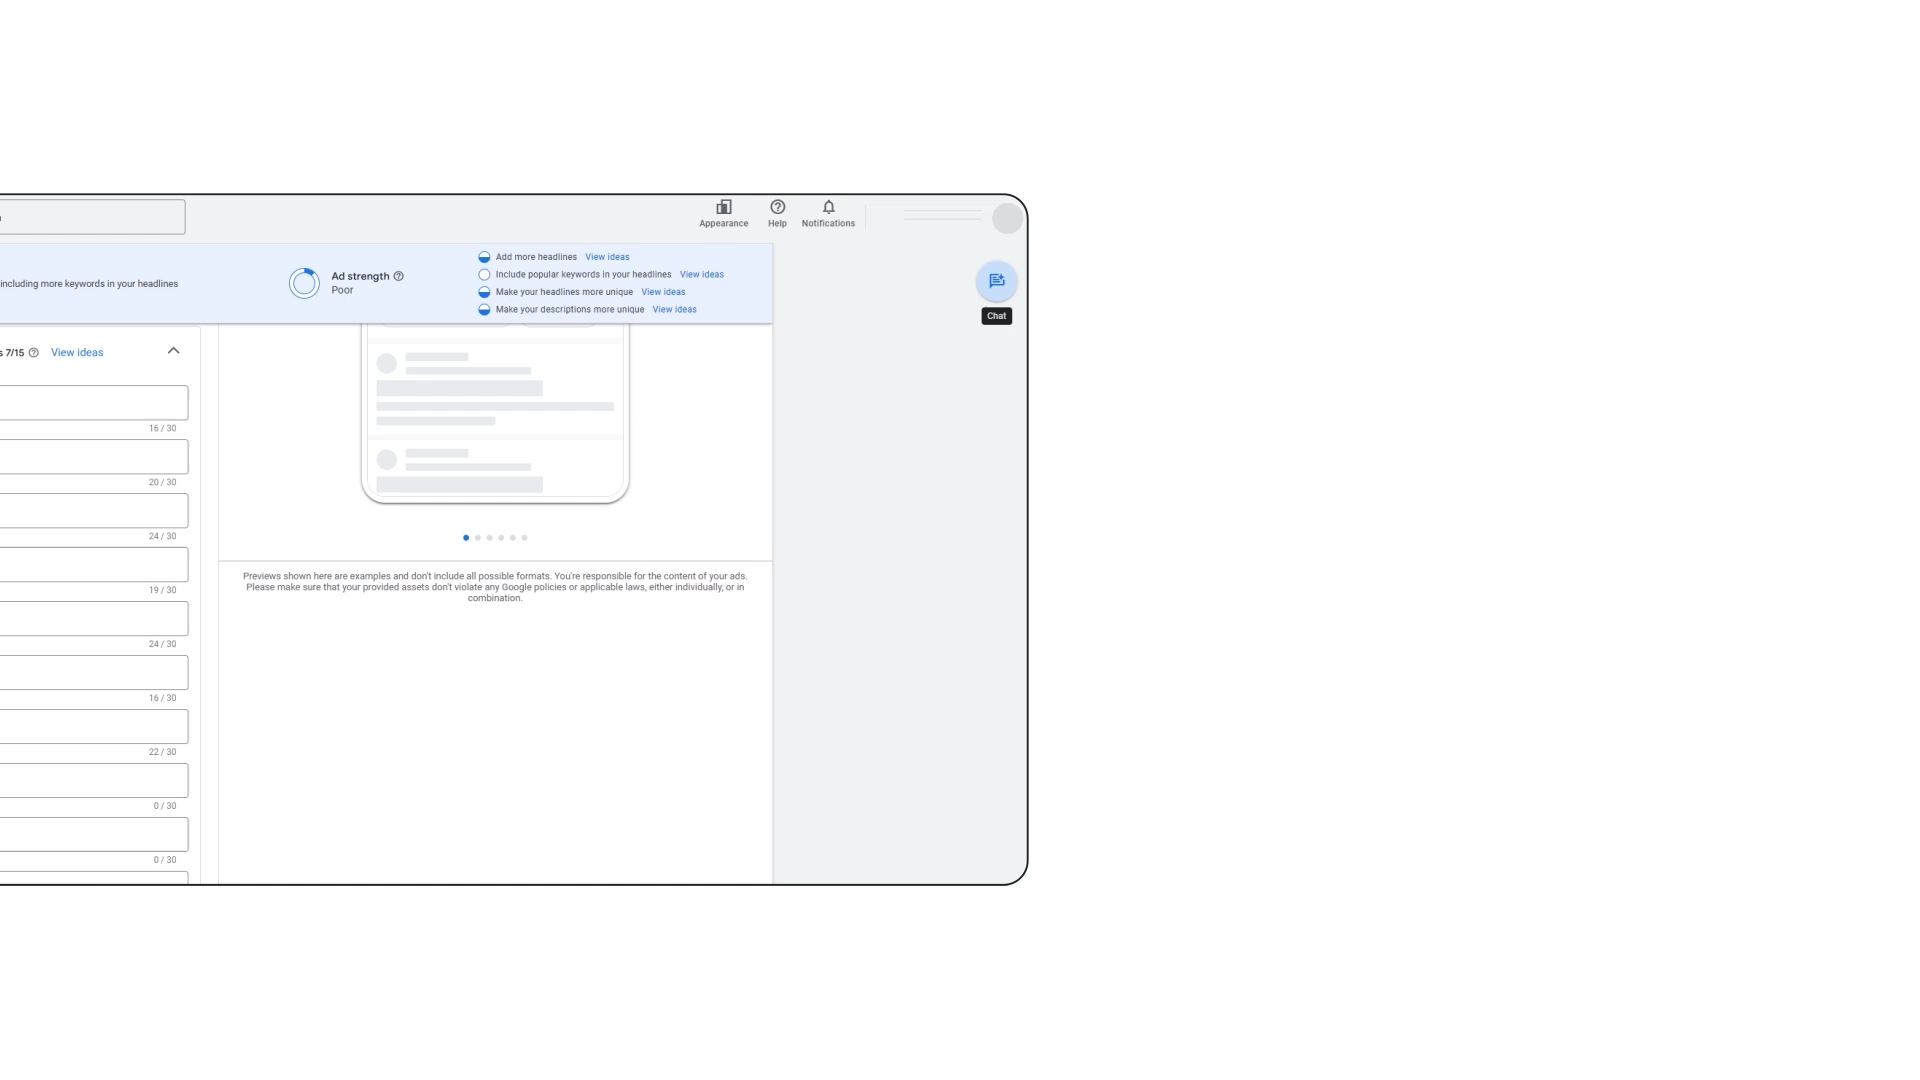 Appearance
Help
Notifications
including more keywords in your headlines
Ad strength
Poor
Add more headlines View ideas
Include popular keywords in your headlines View ideas
Make your headlines more unique View ideas
Make your descriptions more unique View ideas
Chat
s 7/15 View ideas
16 / 30
20 / 30
24 / 30
19 / 30
24 / 30
16 / 30
22 / 30
0 / 30
0 / 30
Previews shown here are examples and don't include all possible formats. You're responsible for the content of your ads.
Please make sure that your provided assets don't violate any Google policies or applicable laws, either individually, or in
combination.